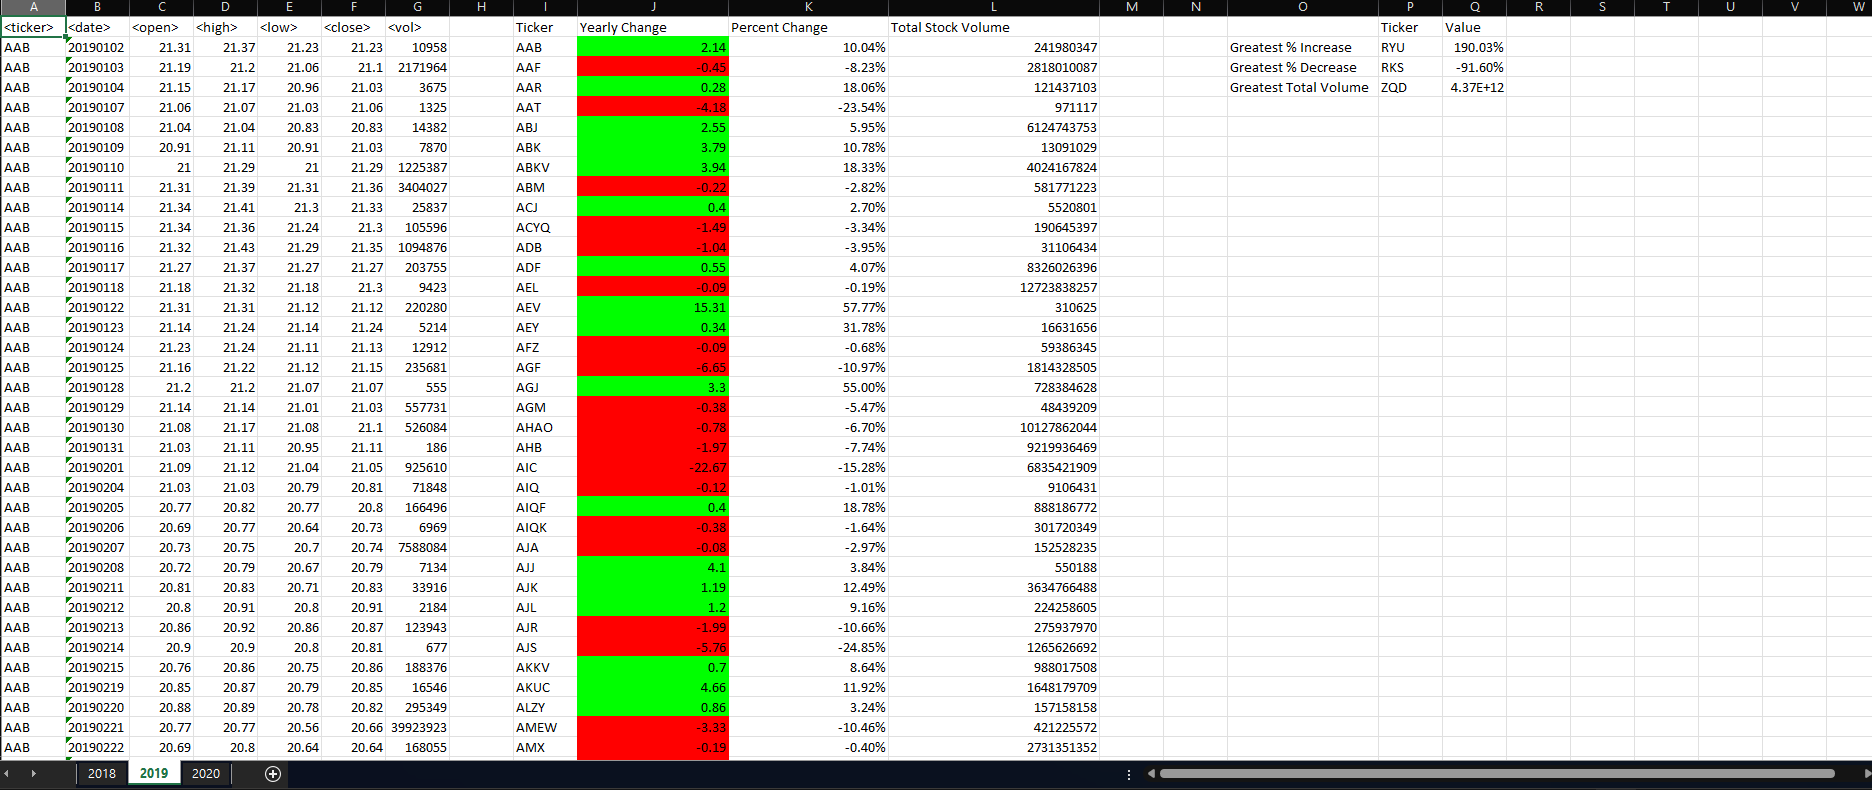 A B C D E F G H I J K L M N O P Q R S T U V W
<ticker> <date> <open> <high> <low> <close> <vol> Ticker Yearly Change Percent Change Total Stock Volume Ticker Value
AAB 20190102 21.31 21.37 21.23 21.23 10958 AAB 2.14 10.04% 241980347 Greatest % Increase RYU 190.03%
AAB 20190103 21.19 21.2 21.06 21.1 2171964 AAF -0.45 -8.23% 2818010087 Greatest % Decrease RKS -91.60%
AAB 20190104 21.15 21.17 20.96 21.03 3675 AAR 0.28 18.06% 121437103 Greatest Total Volume ZQD 4.37E+12
AAB 20190107 21.06 21.07 21.03 21.06 1325 AAT -4.18 -23.54% 971117
AAB 20190108 21.04 21.04 20.83 20.83 14382 ABJ 2.55 5.95% 6124743753
AAB 20190109 20.91 21.11 20.91 21.03 7870 ABK 3.79 10.78% 13091029
AAB 20190110 21 21.29 21 21.29 1225387 ABKV 3.94 18.33% 4024167824
AAB 20190111 21.31 21.39 21.31 21.36 3404027 ABM -0.22 -2.82% 581771223
AAB 20190114 21.34 21.41 21.3 21.33 25837 ACJ 0.4 2.70% 5520801
AAB 20190115 21.34 21.36 21.24 21.3 105596 ACYQ -1.49 -3.34% 190645397
AAB 20190116 21.32 21.43 21.29 21.35 1094876 ADB -1.04 -3.95% 31106434
AAB 20190117 21.27 21.37 21.27 21.27 203755 ADF 0.55 4.07% 8326026396
AAB 20190118 21.18 21.32 21.18 21.3 9423 AEL -0.09 -0.19% 12723838257
AAB 20190122 21.31 21.31 21.12 21.12 220280 AEV 15.31 57.77% 310625
AAB 20190123 21.14 21.24 21.14 21.24 5214 AEY 0.34 31.78% 16631656
AAB 20190124 21.23 21.24 21.11 21.13 12912 AFZ -0.09 -0.68% 59386345
AAB 20190125 21.16 21.22 21.12 21.15 235681 AGF -6.65 -10.97% 1814328505
AAB 20190128 21.2 21.2 21.07 21.07 555 AGJ 3.3 55.00% 728384628
AAB 20190129 21.14 21.14 21.01 21.03 557731 AGM -0.38 -5.47% 48439209
AAB 20190130 21.08 21.17 21.08 21.1 526084 AHAO -0.78 -6.70% 10127862044
AAB 20190131 21.03 21.11 20.95 21.11 186 AHB -1.97 -7.74% 9219936469
AAB 20190201 21.09 21.12 21.04 21.05 925610 AIC -22.67 -15.28% 6835421909
AAB 20190204 21.03 21.03 20.79 20.81 71848 AIQ -0.12 -1.01% 9106431
AAB 20190205 20.77 20.82 20.77 20.8 166496 AIQF 0.4 18.78% 888186772
AAB 20190206 20.69 20.77 20.64 20.73 6969 AIQK -0.38 -1.64% 301720349
AAB 20190207 20.73 20.75 20.7 20.74 7588084 AJA -0.08 -2.97% 152528235
AAB 20190208 20.72 20.79 20.67 20.79 7134 AJJ 4.1 3.84% 550188
AAB 20190211 20.81 20.83 20.71 20.83 33916 AJK 1.19 12.49% 3634766488
AAB 20190212 20.8 20.91 20.8 20.91 2184 AJL 1.2 9.16% 224258605
AAB 20190213 20.86 20.92 20.86 20.87 123943 AJR -1.99 -10.66% 275937970
AAB 20190214 20.9 20.9 20.8 20.81 677 AJS -5.76 -24.85% 1265626692
AAB 20190215 20.76 20.86 20.75 20.86 188376 AKKV 0.7 8.64% 988017508
AAB 20190219 20.85 20.87 20.79 20.85 16546 AKUC 4.66 11.92% 1648179709
AAB 20190220 20.88 20.89 20.78 20.82 295349 ALZY 0.86 3.24% 157158158
AAB 20190221 20.77 20.77 20.56 20.66 39923923 AMEW -3.33 -10.46% 421225572
AAB 20190222 20.69 20.8 20.64 20.64 168055 AMX -0.19 -0.40% 2731351352
2018 2019 2020